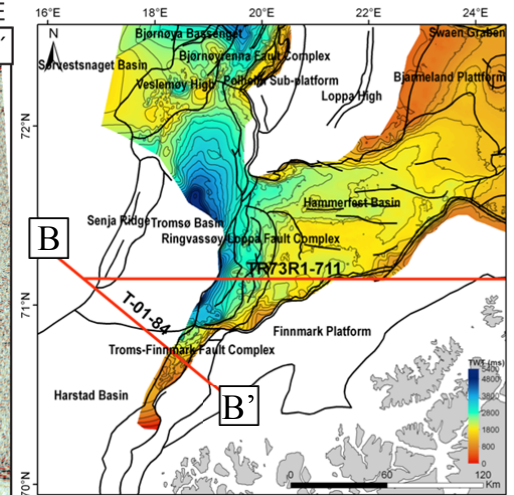 E
16°E 18°E 20°E 22°E 24°E
N
Bjørnøya Bassenget
Swaen Graben
Bjørnøyrenna Fault Complex
Sørvestsnaget Basin
Polheim Sub-platform
Bjarmeland Plattform
Veslemøy High
Loppa High
72°N
Hammerfest Basin
Senja Ridge
Tromsø Basin
Ringvassøy Loppa Fault Complex
B
TR73R1-711
71°N
T-01-84
Finnmark Platform
Troms-Finnmark Fault Complex
TWT (ms)
5400
4800
3800
2800
1800
800
0
Harstad Basin
B'
70°N
0 60
Km